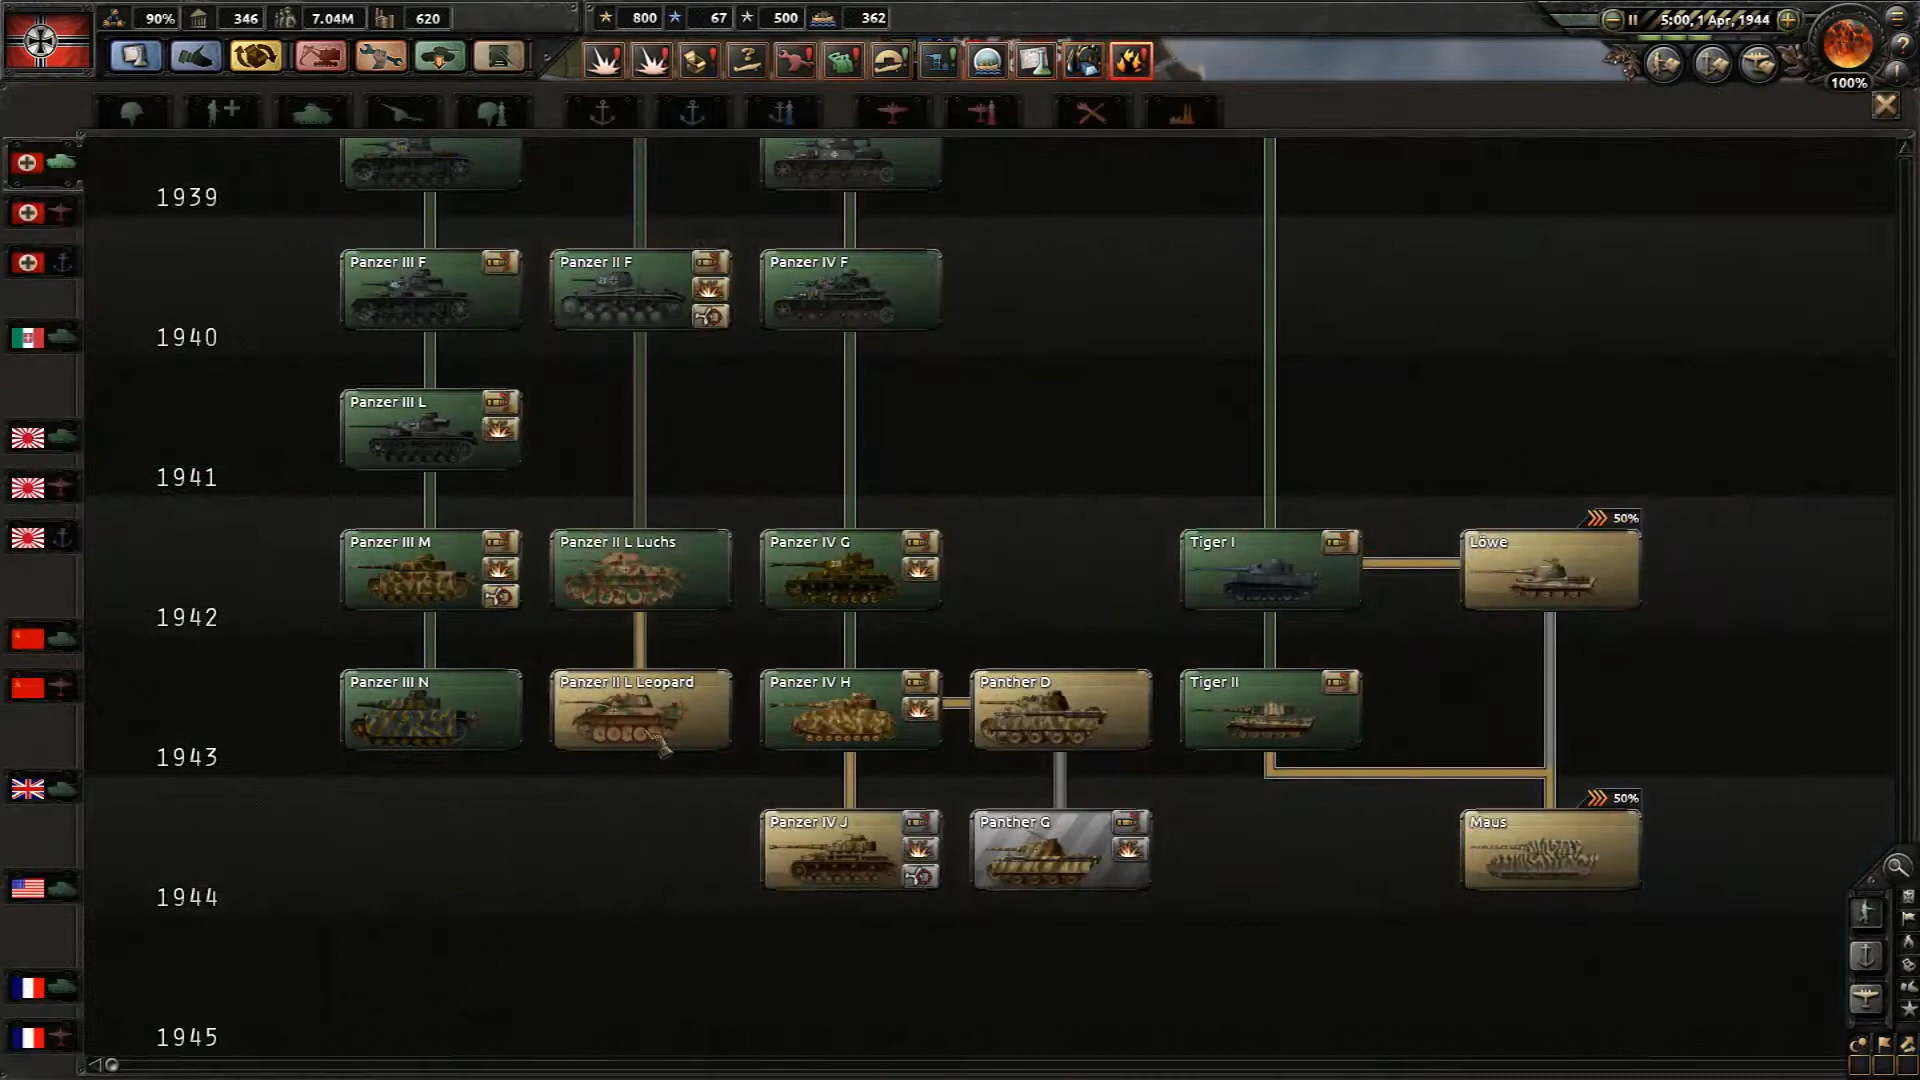 90% 346 7.04M 620 800 67 500 362 5:00, 1 Apr, 1944
100%
1939
Panzer III F Panzer II F Panzer IV F
1940
Panzer III L
1941
50%
Panzer III M Panzer II L Luchs Panzer IV G Tiger I Löwe
1942
Panzer III N Panzer II L Leopard Panzer IV H Panther D Tiger II
1943
50%
Panzer IV J Panther G Maus
1944
1945